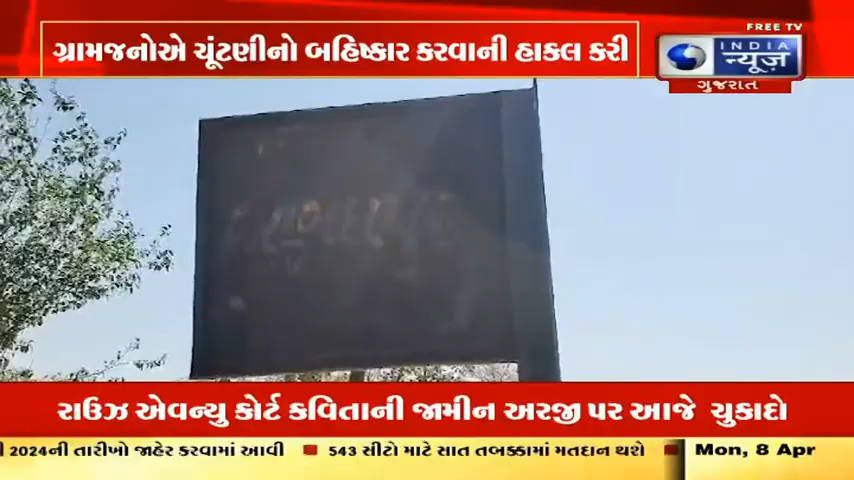 FREE TV
ગ્રામજનોએ ચૂંટણીનો બહિષ્કાર કરવાની હાકલ કરી
INDIA
ન્યૂઝ
ગુજરાત
રાઉઝ એવન્યુ કોર્ટ કવિતાની જામીન અરજી પર આજે ચુકાદો
2024ની તારીખો જાહેર કરવામાં આવી ■ 543 સીટો માટે સાત તબક્કામાં મતદાન થશે ■ Mon, 8 Apr